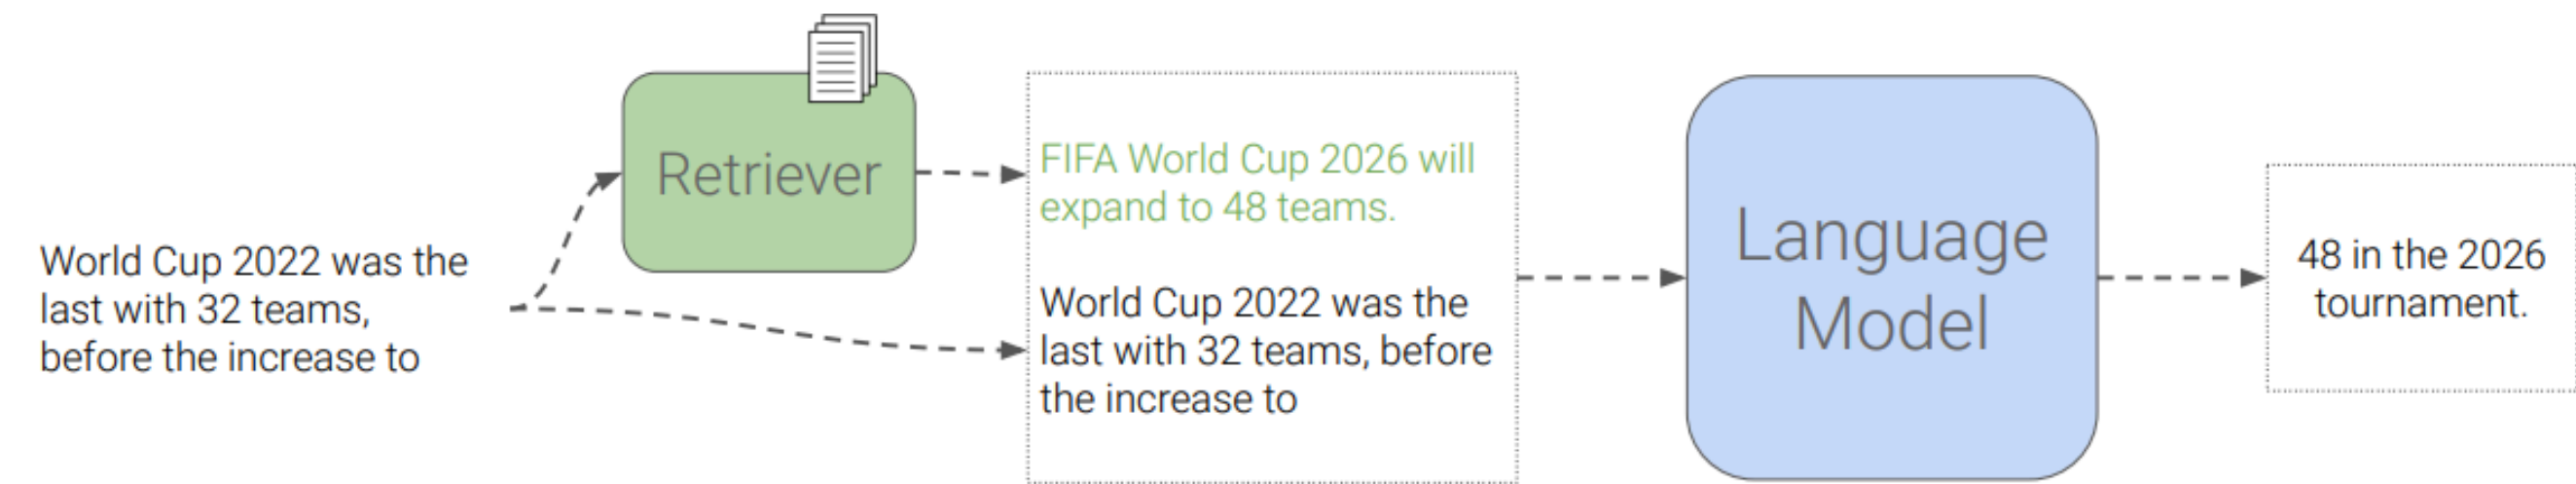 World Cup 2022 was the
last with 32 teams,
before the increase to
Retriever
FIFA World Cup 2026 will
expand to 48 teams.
World Cup 2022 was the
last with 32 teams, before
the increase to
Language
Model
48 in the 2026
tournament.